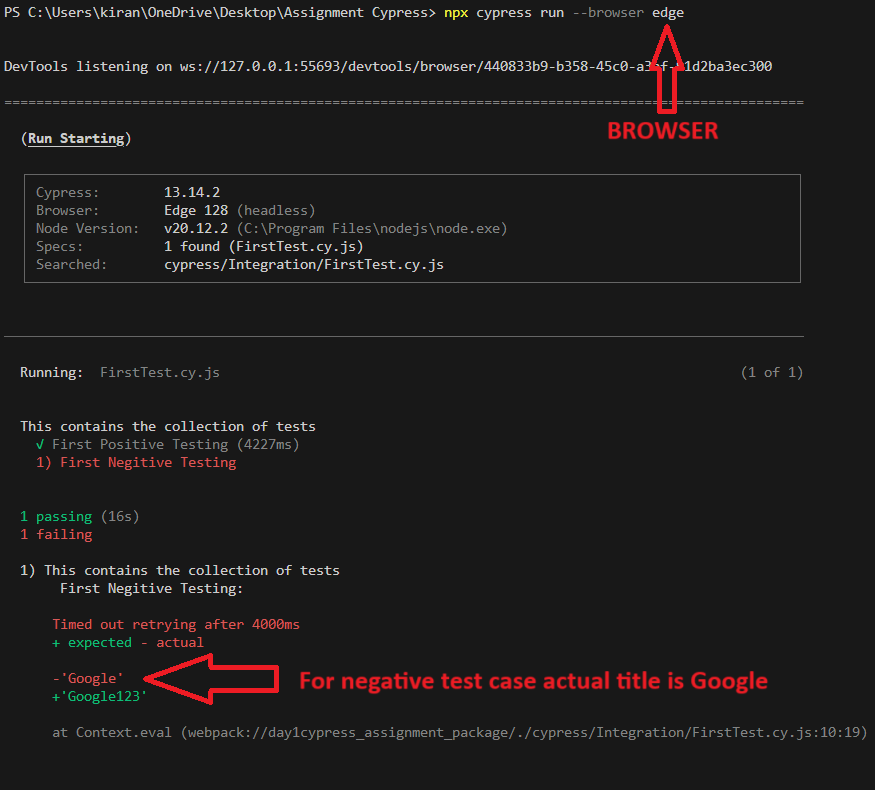 PS C:\Users\kiran\OneDrive\Desktop\Assignment Cypress> npx cypress run --browser edge
DevTools listening on ws://127.0.0.1:55693/devtools/browser/440833b9-b358-45c0-a3 1d2ba3ec300
BROWSER
(Run Starting)
Cypress: 13.14.2
Browser: Edge 128 (headless)
Node Version: v20.12.2 (C:\Program Files\nodejs\node.exe)
Specs: 1 found (FirstTest.cy.js)
Searched: cypress/Integration/FirstTest.cy.js
Running: FirstTest.cy.js (1 of 1)
This contains the collection of tests
√ First Positive Testing (4227ms)
1) First Negitive Testing
1 passing (16s)
1 failing
1) This contains the collection of tests
First Negitive Testing:
Timed out retrying after 4000ms
+ expected - actual
-'Google'
For negative test case actual title is Google
+'Google123'
at Context.eval (webpack://day1cypress_assignment_package/./cypress/Integration/FirstTest.cy.js:10:19)